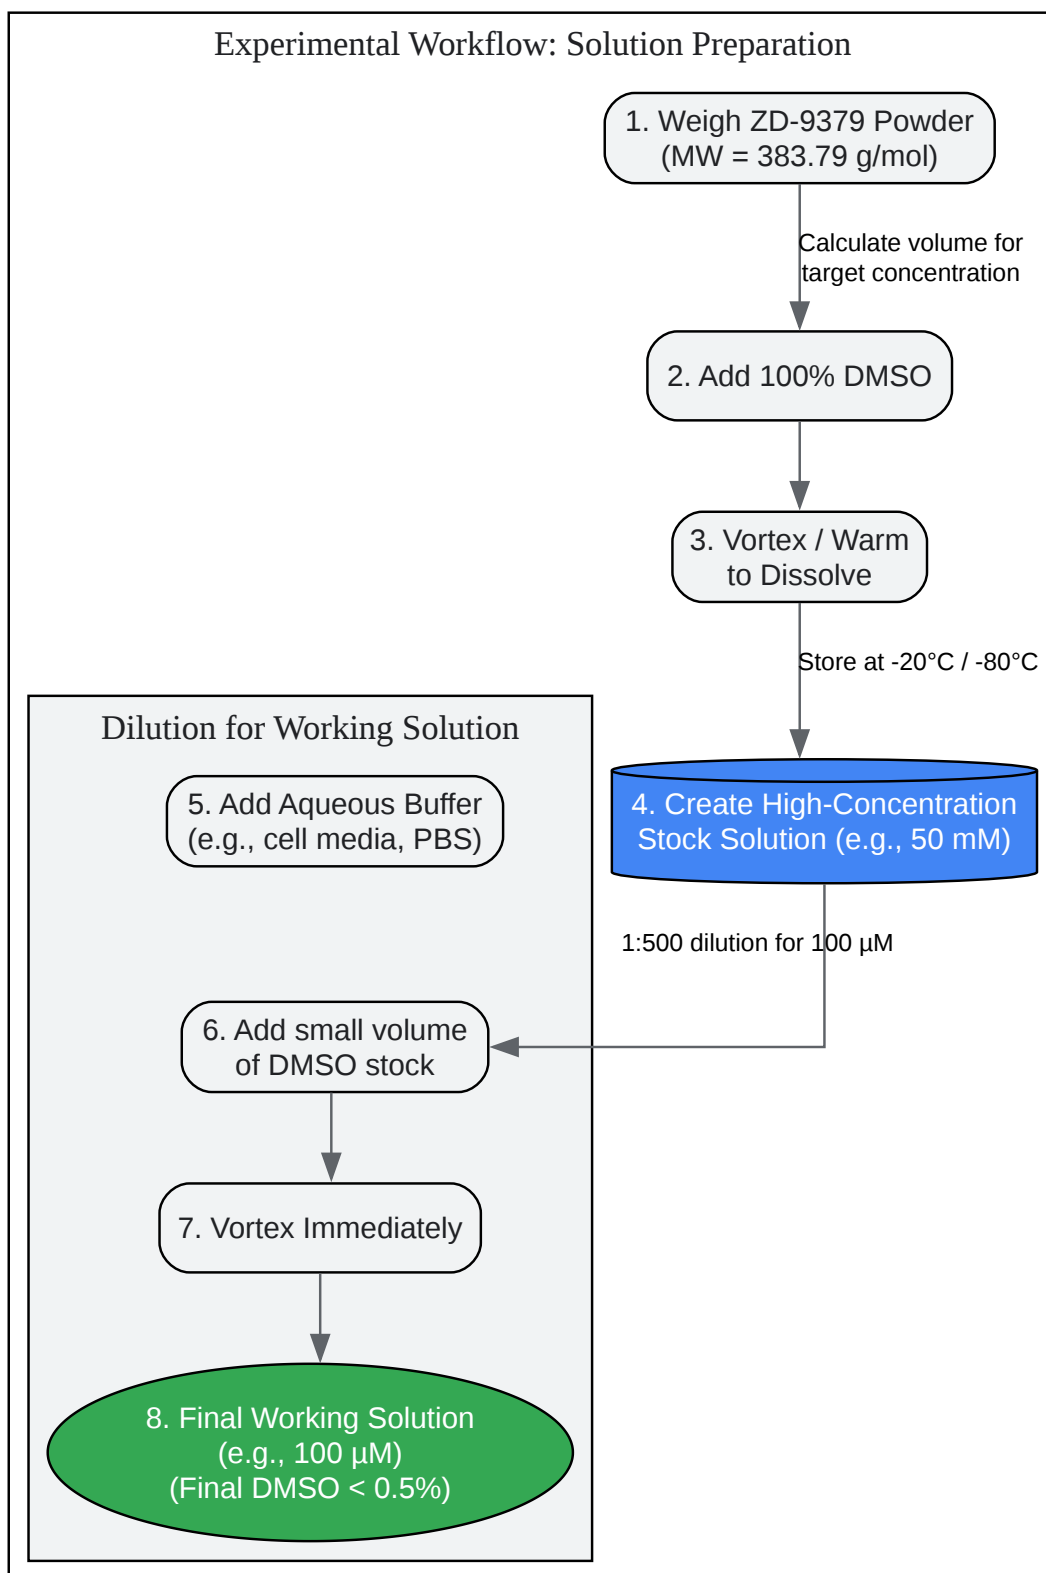 Experimental Workflow: Solution Preparation
1. Weigh ZD-9379 Powder
(MW = 383.79 g/mol)
Calculate volume for
target concentration
2. Add 100% DMSO
3. Vortex / Warm
to Dissolve
Store at -20°C / -80°C
4. Create High-Concentration
Stock Solution (e.g., 50 mM)
1:500 dilution for 100 µM
Dilution for Working Solution
5. Add Aqueous Buffer
(e.g., cell media, PBS)
6. Add small volume
of DMSO stock
7. Vortex Immediately
8. Final Working Solution
(e.g., 100 µM)
(Final DMSO < 0.5%)